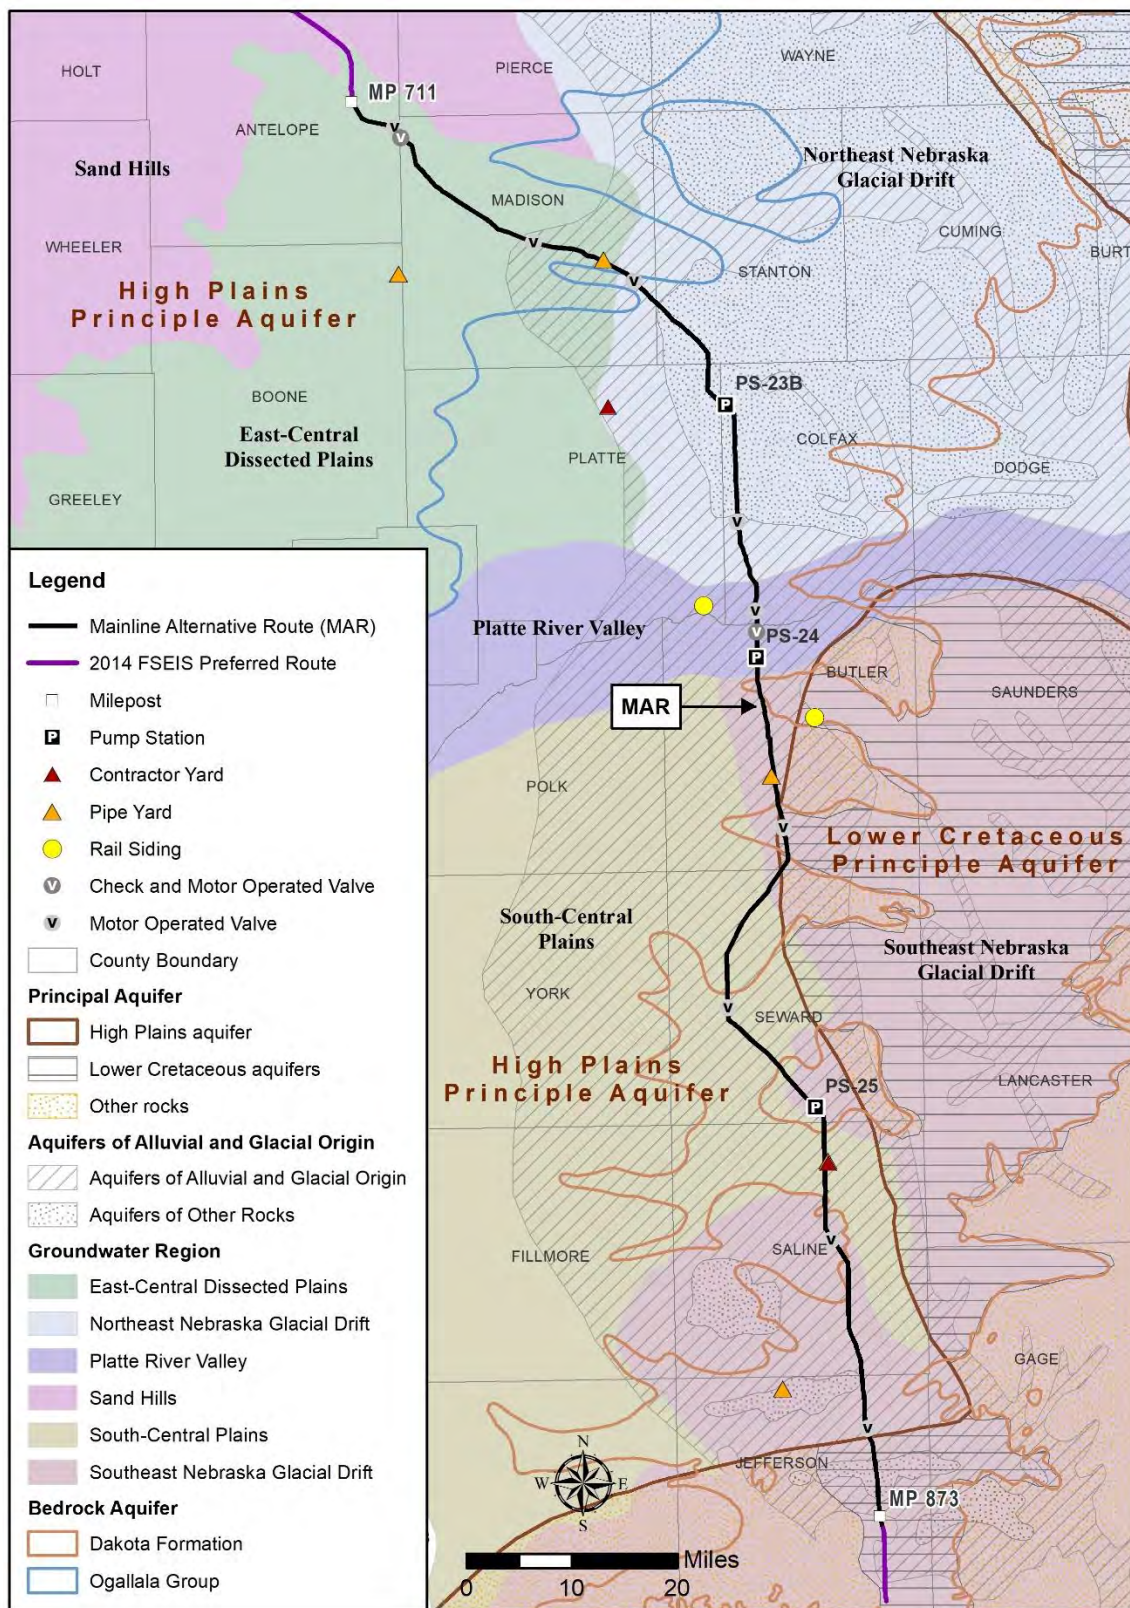 HOLT
PIERCE
WAYNE
MP 711
ANTELOPE
V
V
Sand Hills
Northeast Nebraska
Glacial Drift
MADISON
WHEELER
V
CUMING
BURT
STANTON
V
High Plains
Principle Aquifer
PS-23B
P
BOONE
East-Central
Dissected Plains
COLFAX
PLATTE
DODGE
GREELEY
V
Platte River Valley
V
V
PS-24
P
BUTLER
SAUNDERS
MAR
POLK
V
Lower Cretaceous
Principle Aquifer
South-Central
Plains
Southeast Nebraska
Glacial Drift
YORK
V
SEWARD
High Plains
Principle Aquifer
PS-25
P
LANCASTER
FILLMORE
SALINE
V
GAGE
V
JEFFERSON
N
W
E
S
MP 873
Miles
0 10 20
Legend
Mainline Alternative Route (MAR)
2014 FSEIS Preferred Route
Milepost
P Pump Station
Contractor Yard
Pipe Yard
Rail Siding
V Check and Motor Operated Valve
V Motor Operated Valve
County Boundary
Principal Aquifer
High Plains aquifer
Lower Cretaceous aquifers
Other rocks
Aquifers of Alluvial and Glacial Origin
Aquifers of Alluvial and Glacial Origin
Aquifers of Other Rocks
Groundwater Region
East-Central Dissected Plains
Northeast Nebraska Glacial Drift
Platte River Valley
Sand Hills
South-Central Plains
Southeast Nebraska Glacial Drift
Bedrock Aquifer
Dakota Formation
Ogallala Group